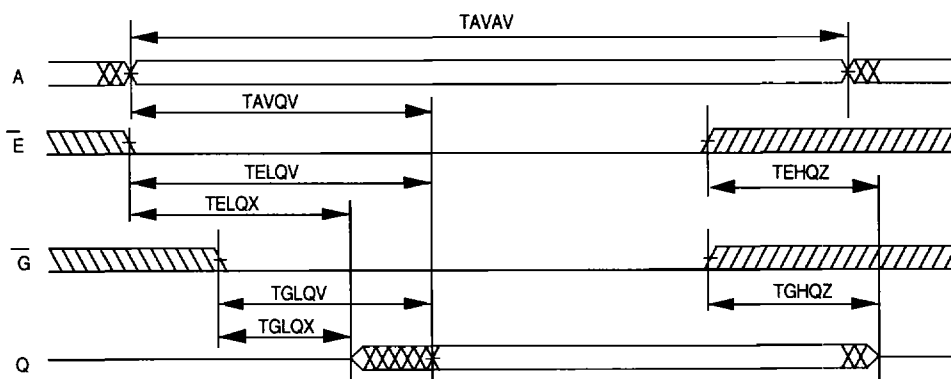 TAVAV
A
TAVQV
E̅
TELQV
TEHQZ
TELQX
G̅
TGLQV
TGHQZ
TGLQX
Q